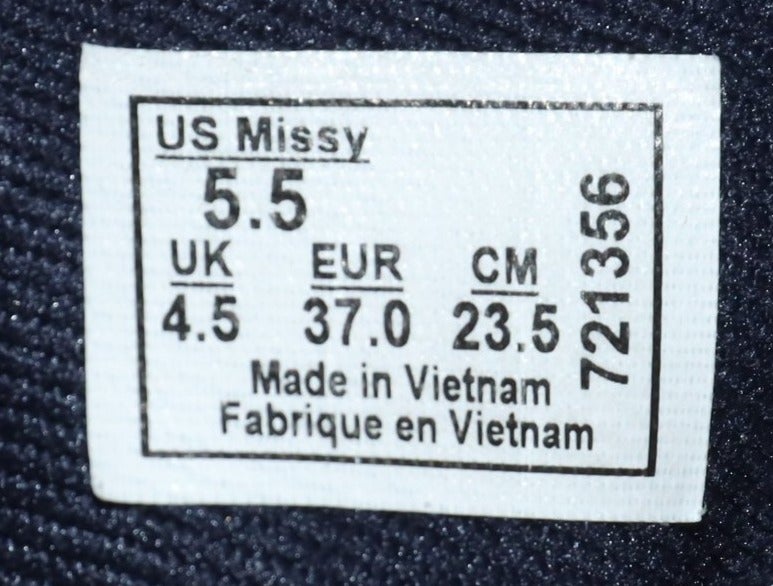 US Missy
5.5
UK EUR CM
4.5 37.0 23.5
Made in Vietnam
Fabrique en Vietnam
721356